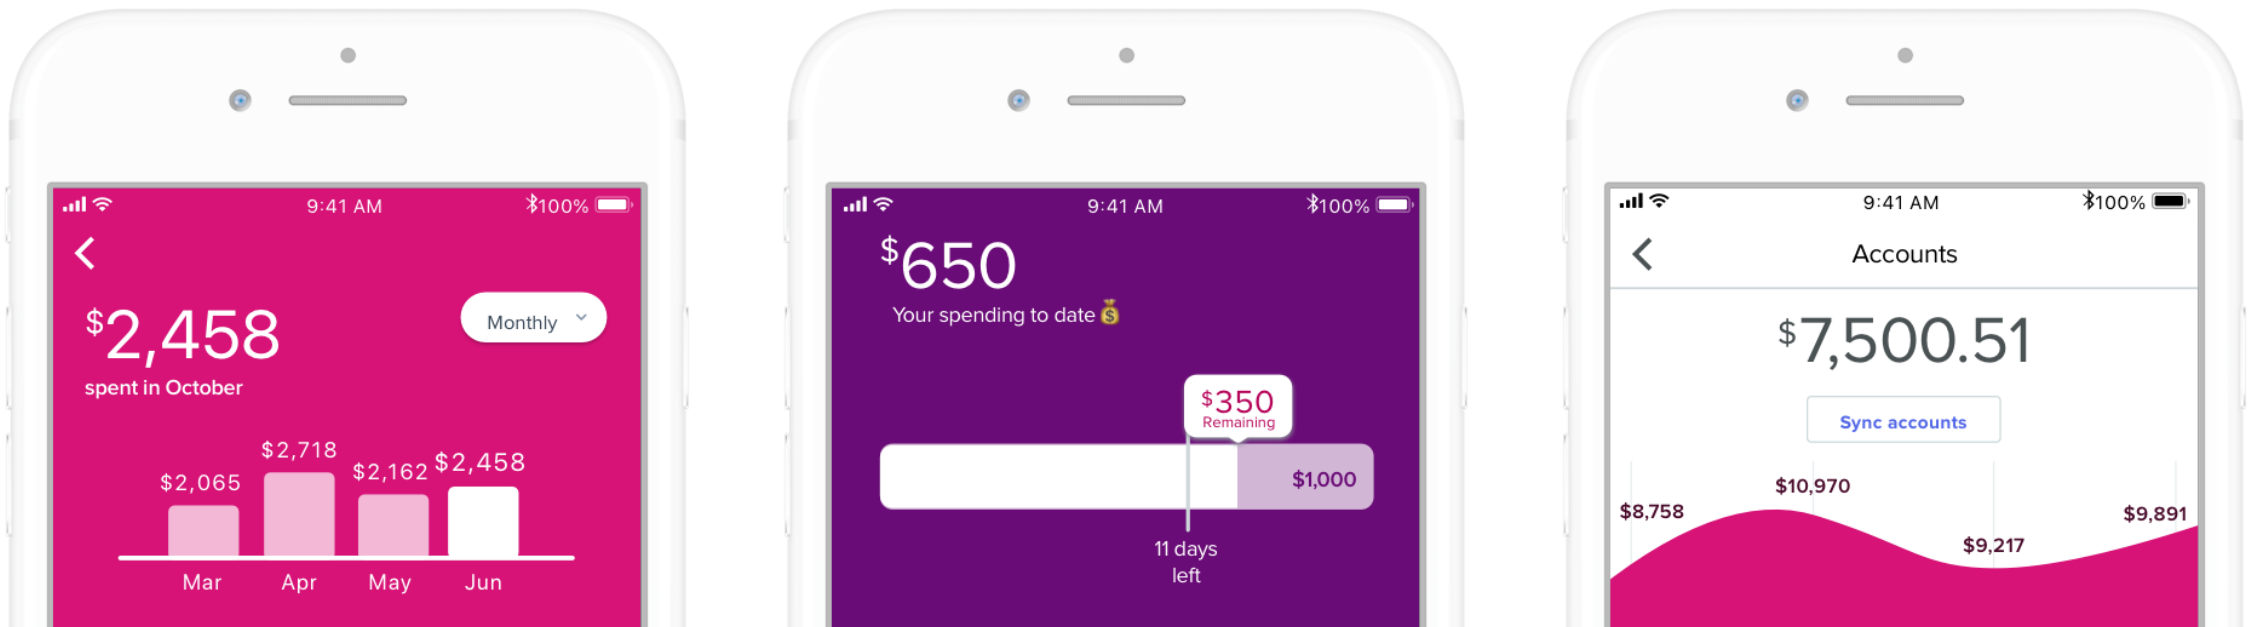 9:41 AM
100%
$2,458
Monthly
spent in October
$2,065
$2,718
$2,162
$2,458
Mar
Apr
May
Jun
9:41 AM
100%
$650
Your spending to date
$350
Remaining
$1,000
11 days
left
9:41 AM
100%
Accounts
$7,500.51
Sync accounts
$8,758
$10,970
$9,217
$9,891